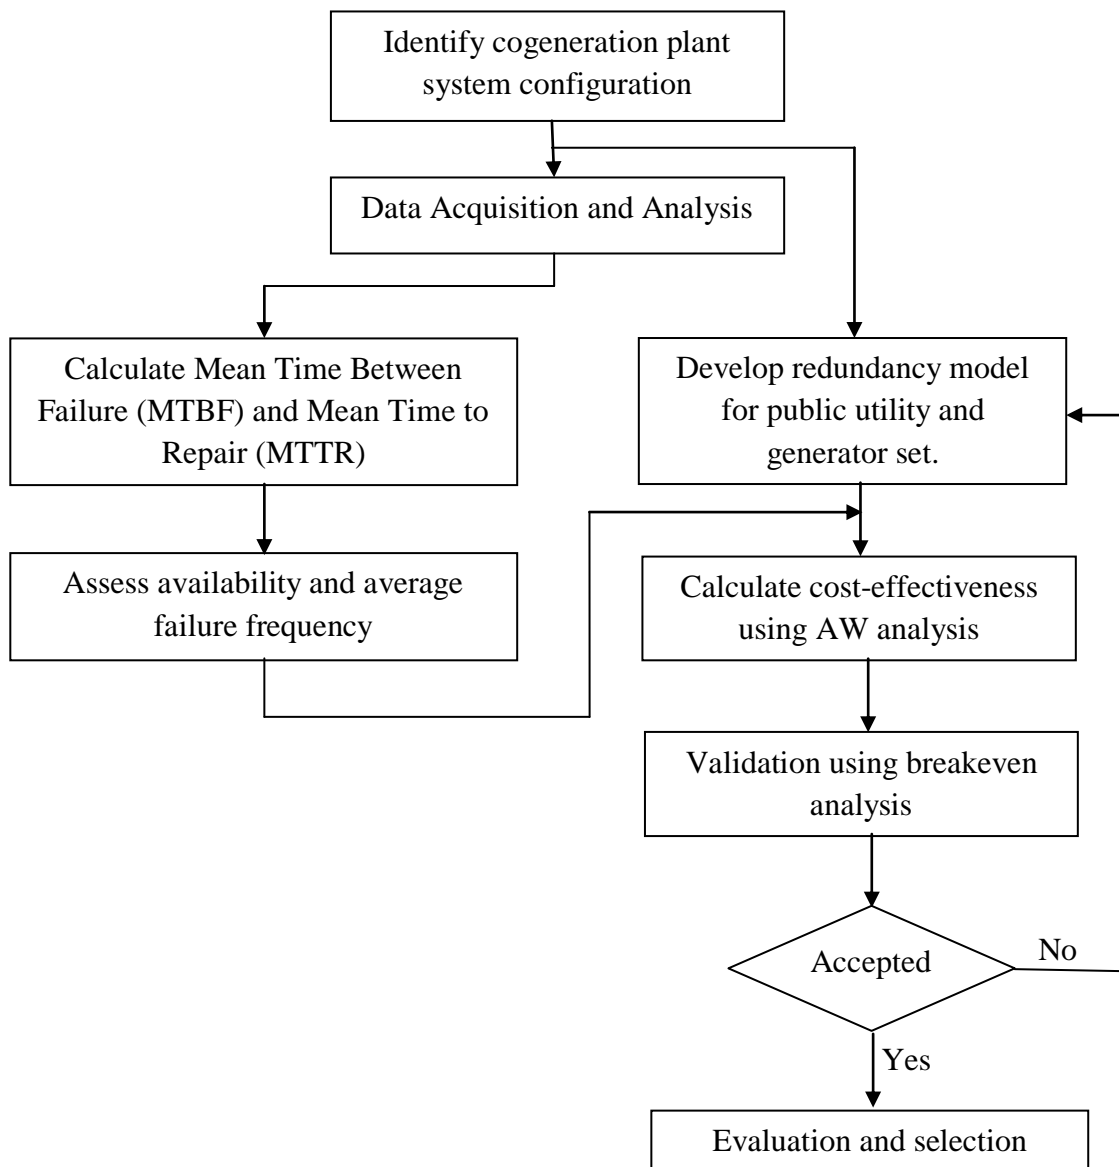 Identify cogeneration plant
system configuration
Data Acquisition and Analysis
Calculate Mean Time Between
Failure (MTBF) and Mean Time to
Repair (MTTR)
Develop redundancy model
for public utility and
generator set.
Assess availability and average
failure frequency
Calculate cost-effectiveness
using AW analysis
Validation using breakeven
analysis
Accepted
No
Yes
Evaluation and selection